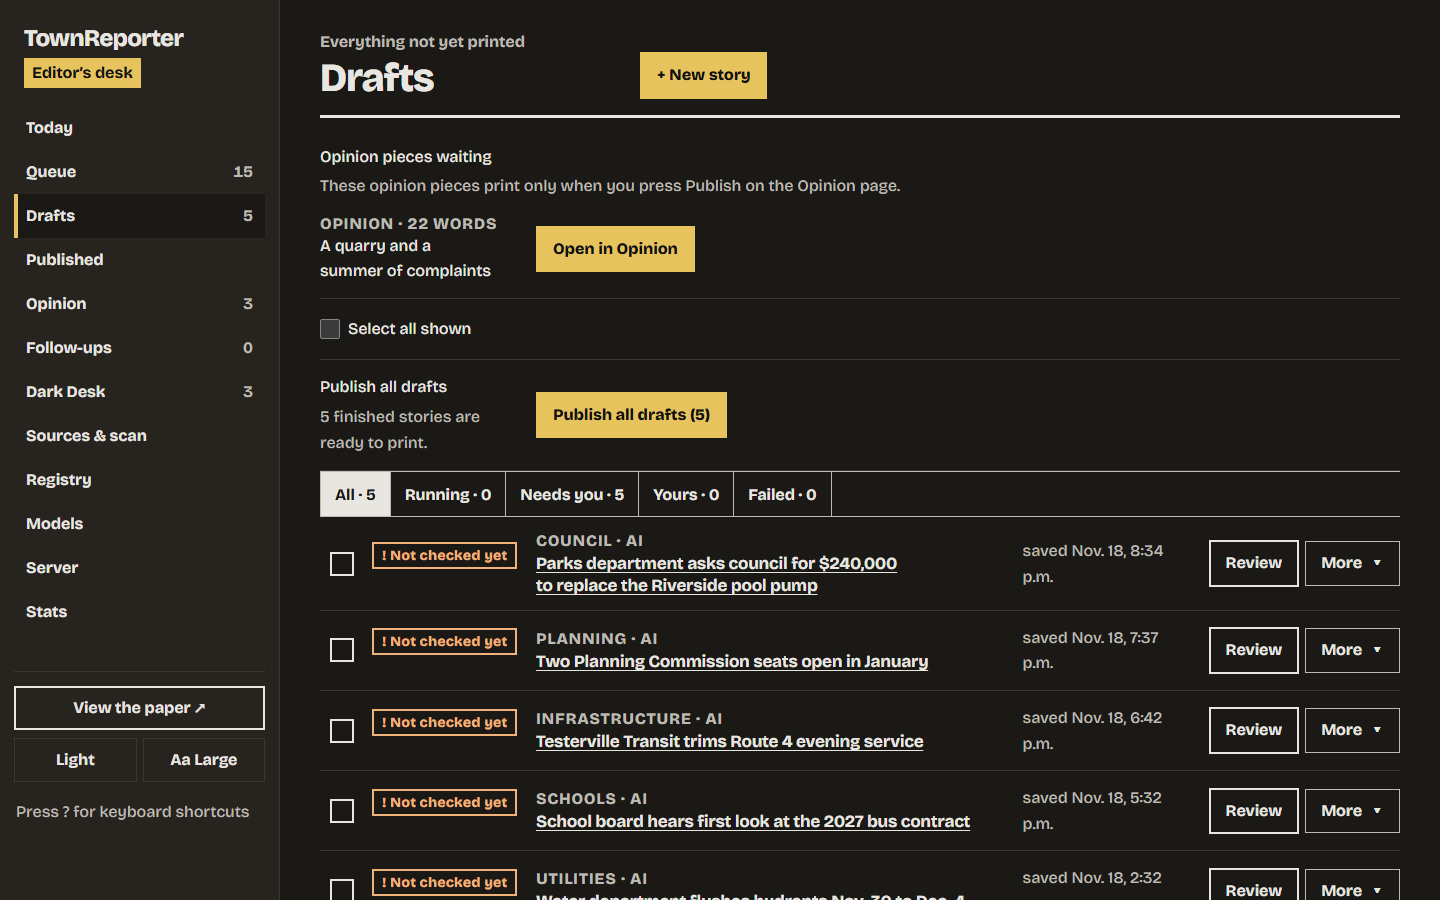 TownReporter
Editor's desk
Today
Queue 15
Drafts 5
Published
Opinion 3
Follow-ups 0
Dark Desk 3
Sources & scan
Registry
Models
Server
Stats
View the paper ↗
Light
Aa Large
Press ? for keyboard shortcuts
Everything not yet printed
Drafts
+ New story
Opinion pieces waiting
These opinion pieces print only when you press Publish on the Opinion page.
OPINION · 22 WORDS
A quarry and a
summer of complaints
Open in Opinion
Select all shown
Publish all drafts
5 finished stories are
ready to print.
Publish all drafts (5)
All · 5
Running · 0
Needs you · 5
Yours · 0
Failed · 0
! Not checked yet
COUNCIL · AI
Parks department asks council for $240,000
to replace the Riverside pool pump
saved Nov. 18, 8:34
p.m.
Review
More ▾
! Not checked yet
PLANNING · AI
Two Planning Commission seats open in January
saved Nov. 18, 7:37
p.m.
Review
More ▾
! Not checked yet
INFRASTRUCTURE · AI
Testerville Transit trims Route 4 evening service
saved Nov. 18, 6:42
p.m.
Review
More ▾
! Not checked yet
SCHOOLS · AI
School board hears first look at the 2027 bus contract
saved Nov. 18, 5:32
p.m.
Review
More ▾
! Not checked yet
UTILITIES · AI
Water department flushes hydrants Nov. 30 to Dec. 4
saved Nov. 18, 2:32
Review
More ▾